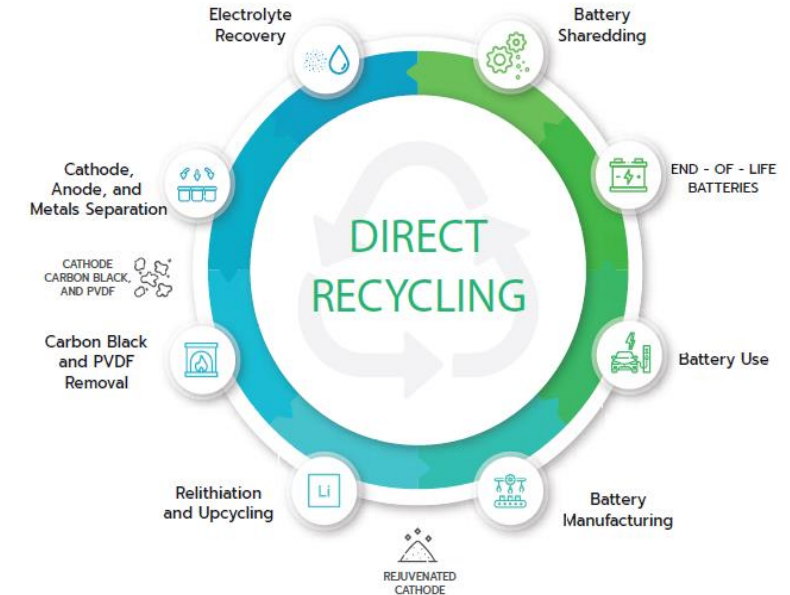 Electrolyte
Recovery
Battery
Sharedding
Cathode,
Anode, and
Metals Separation
END - OF - LIFE
BATTERIES
DIRECT
RECYCLING
CATHODE
CARBON BLACK,
AND PVDF
Carbon Black
and PVDF
Removal
Battery Use
Relithiation
and Upcycling
Li
Battery
Manufacturing
REJUVENATED
CATHODE